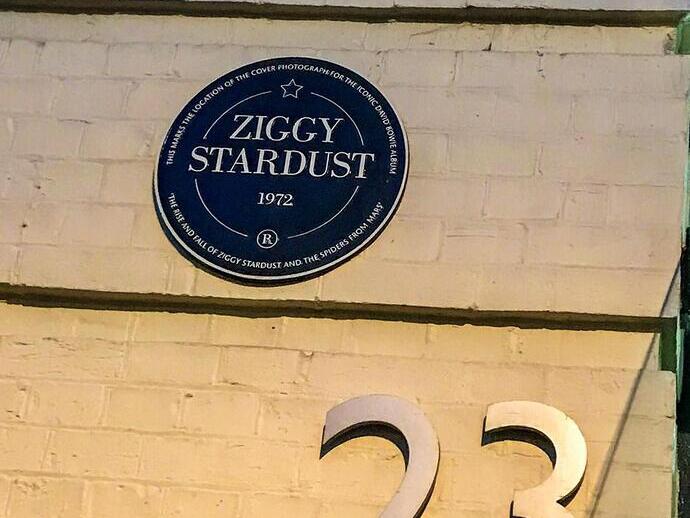 THIS MARKS THE LOCATION OF THE COVER PHOTOGRAPH FOR THE ICONIC DAVID BOWIE ALBUM
ZIGGY
STARDUST
1972
R
'THE RISE AND FALL OF ZIGGY STARDUST AND THE SPIDERS FROM MARS'
23